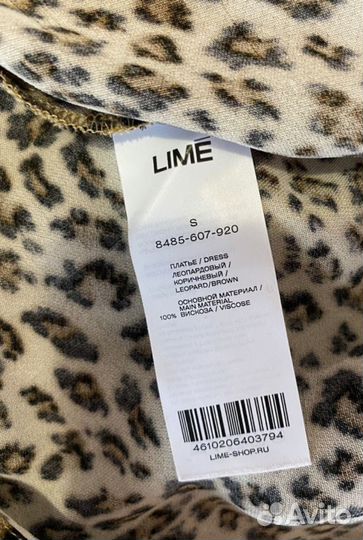 LIMĒ
S
8485-607-920
ПЛАТЬЕ / DRESS
ЛЕОПАРДОВЫЙ /
КОРИЧНЕВЫЙ /
LEOPARD/BROWN
ОСНОВНОЙ МАТЕРИАЛ /
MAIN MATERIAL
100% ВИСКОЗА / VISCOSE
4610206403794
LIME-SHOP.RU
Avito